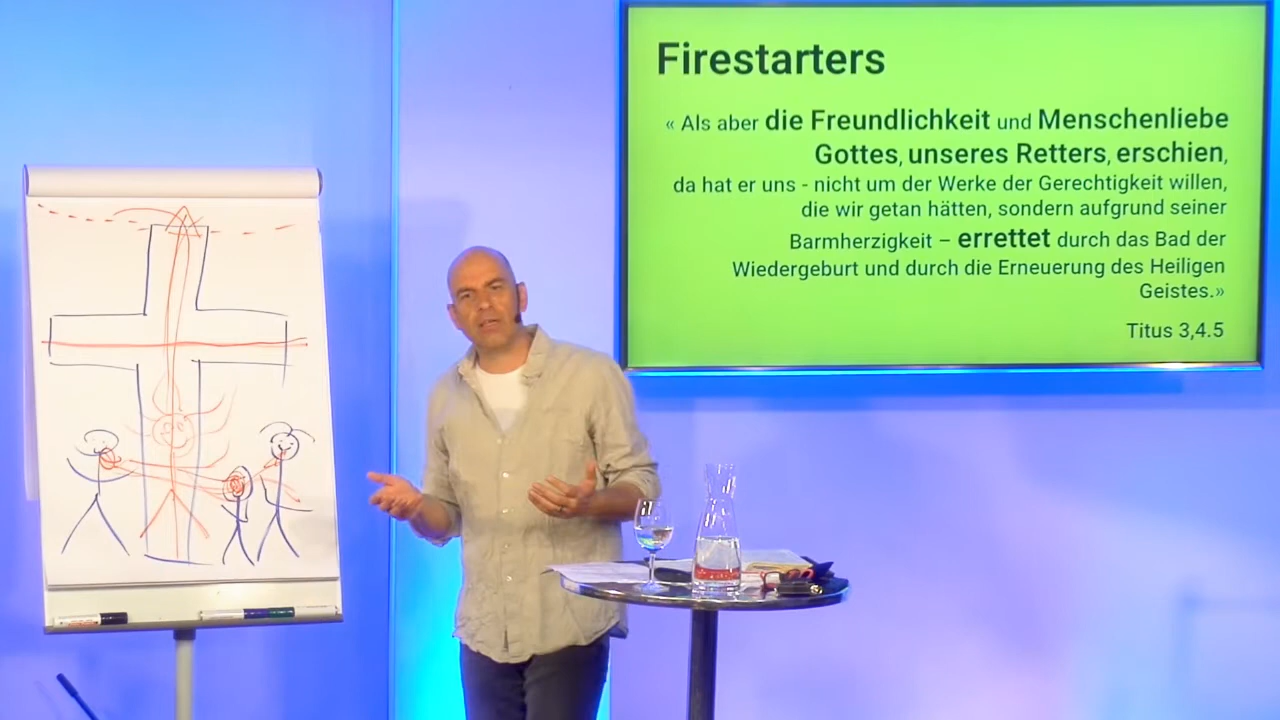 Firestarters
« Als aber die Freundlichkeit und Menschenliebe
Gottes, unseres Retters, erschien,
da hat er uns - nicht um der Werke der Gerechtigkeit willen,
die wir getan hätten, sondern aufgrund seiner
Barmherzigkeit – errettet durch das Bad der
Wiedergeburt und durch die Erneuerung des Heiligen
Geistes.»
Titus 3,4.5